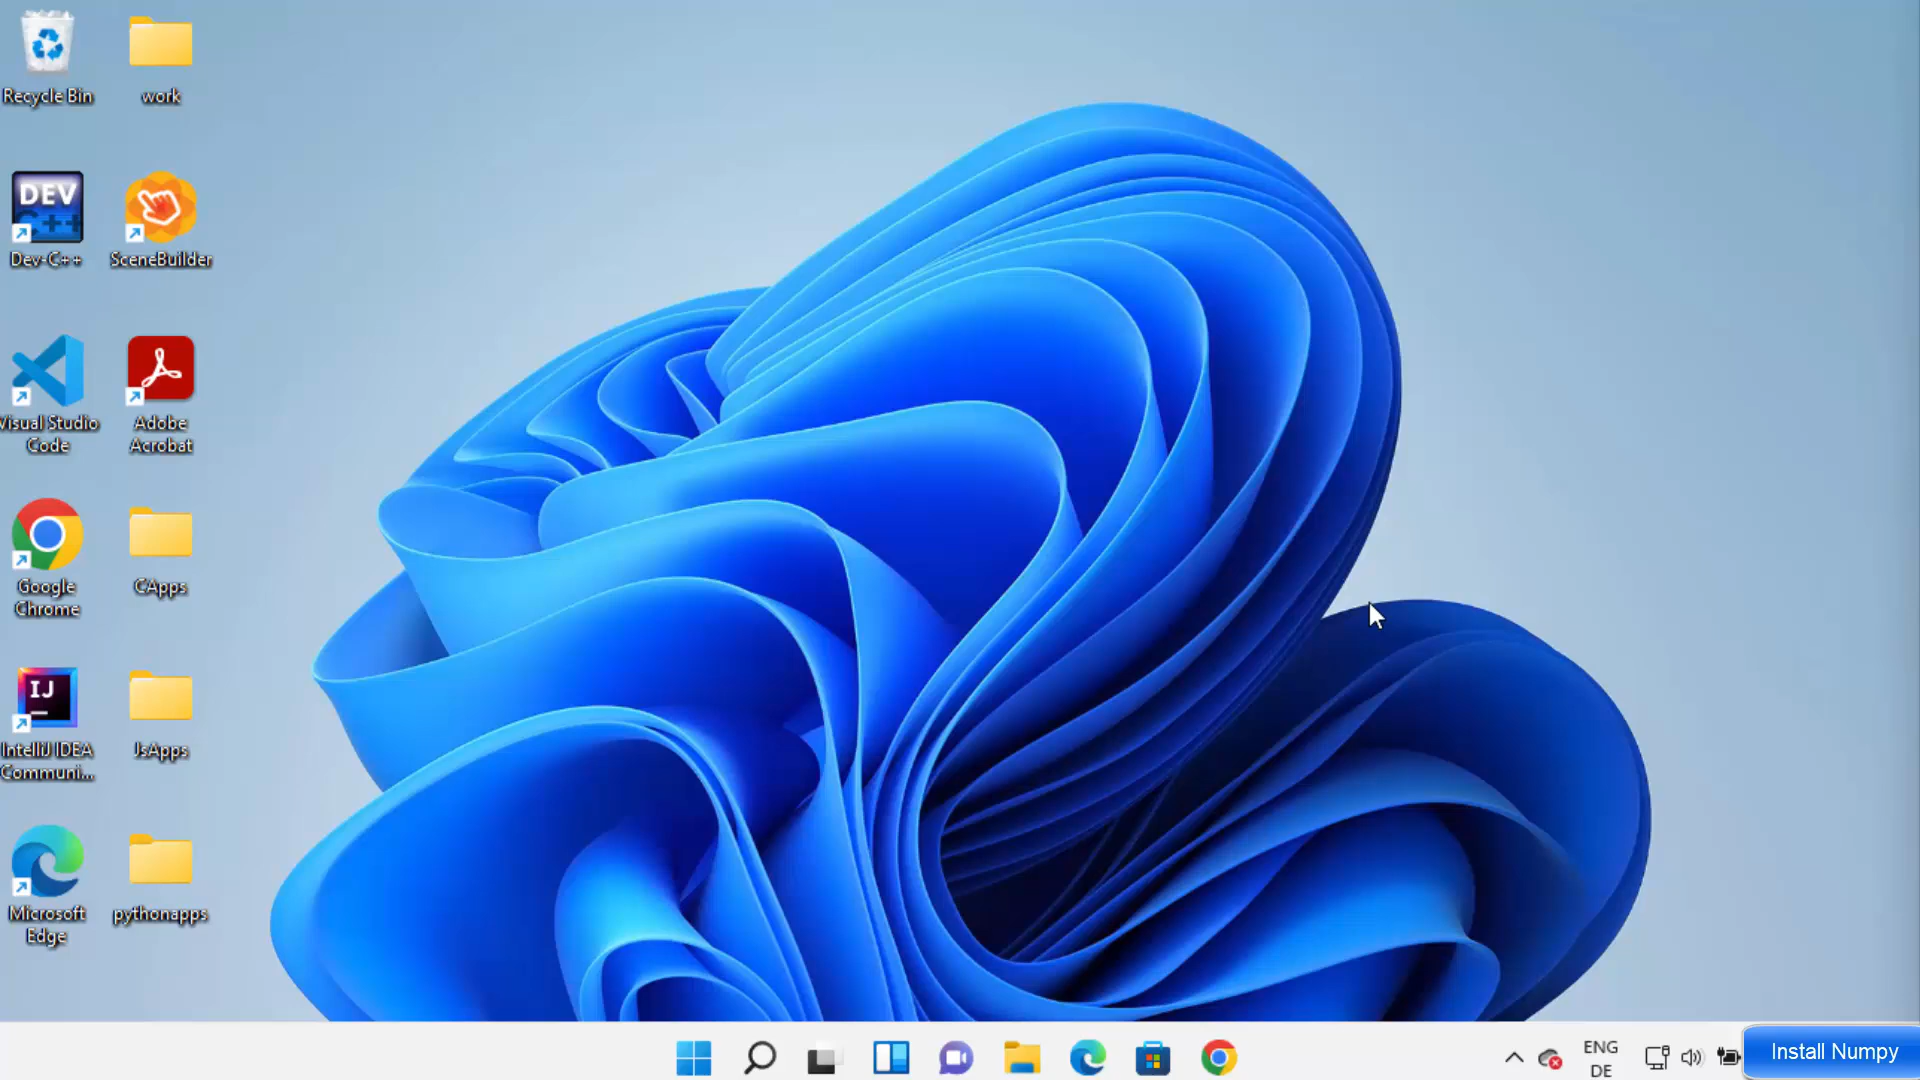 Recycle Bin
work
DEV
C++
Dev-C++
SceneBuilder
Visual Studio
Code
Adobe
Acrobat
Google
Chrome
CApps
IJ
IntelliJ IDEA
Communi...
JsApps
Microsoft
Edge
pythonapps
ENG
DE
Install Numpy